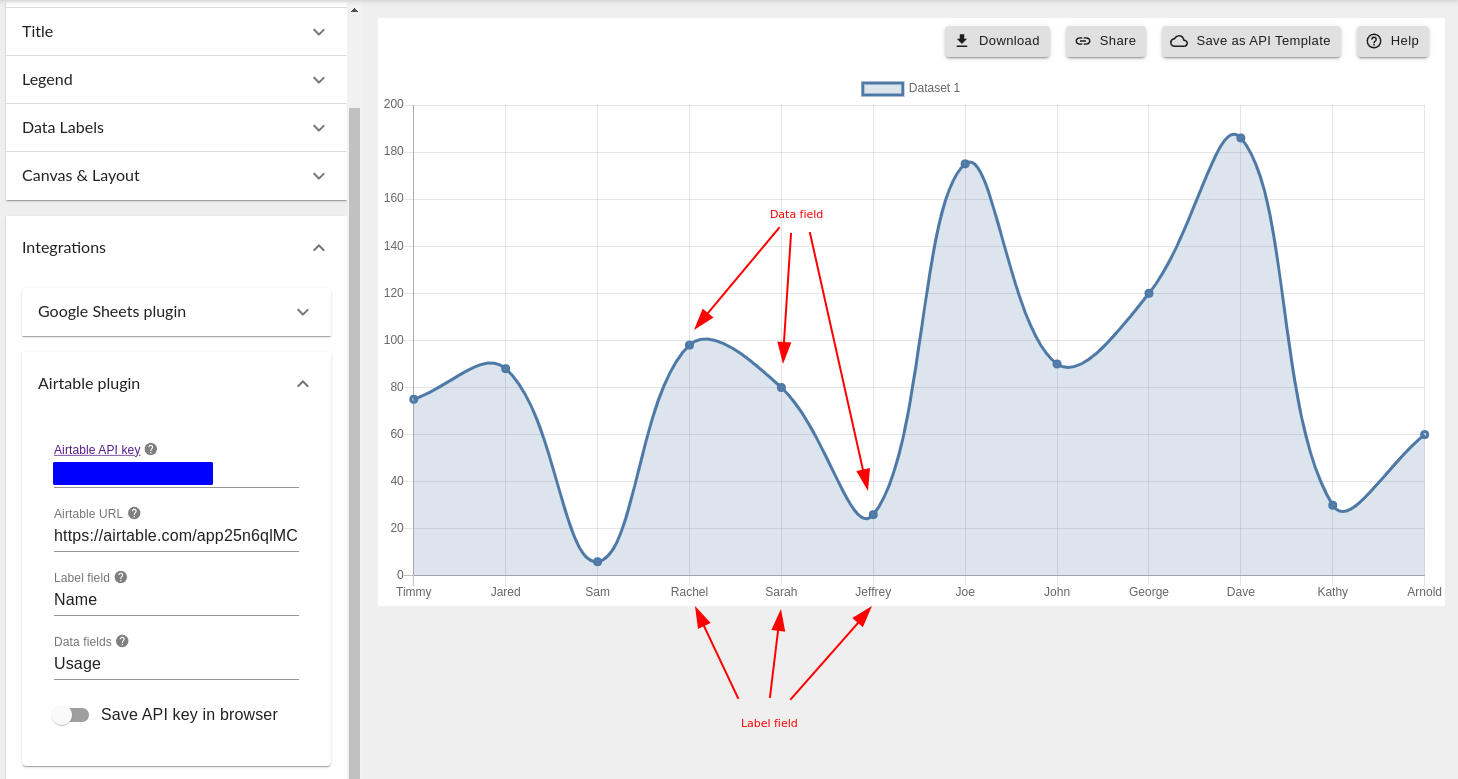 Title
Legend
Data Labels
Canvas & Layout
Integrations
Google Sheets plugin
Airtable plugin
Airtable API key ?
Airtable URL ?
https://airtable.com/app25n6qlMC
Label field ?
Name
Data fields ?
Usage
Save API key in browser
Download Share Save as API Template ? Help
Dataset 1
200
180
160
140
120
100
80
60
40
20
0
Data field
Timmy Jared Sam Rachel Sarah Jeffrey Joe John George Dave Kathy Arnold
Label field